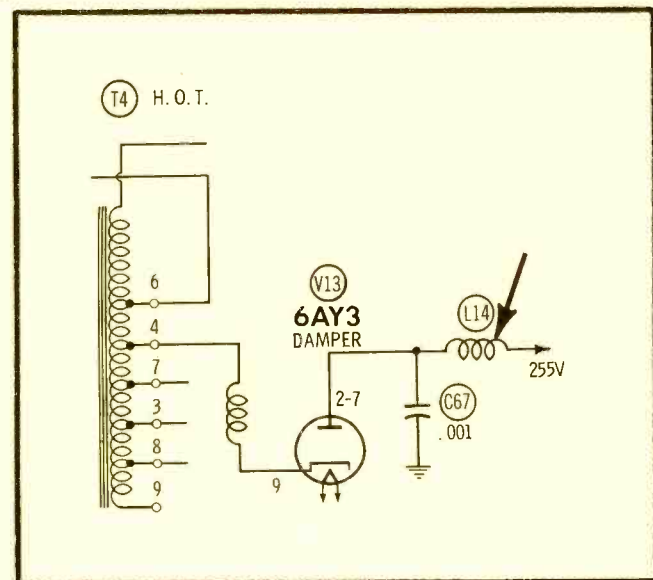 T4 H. O. T.
6
4
7
3
8
9
V13
6AY3
DAMPER
2-7
9
L14
255V
C67
.001